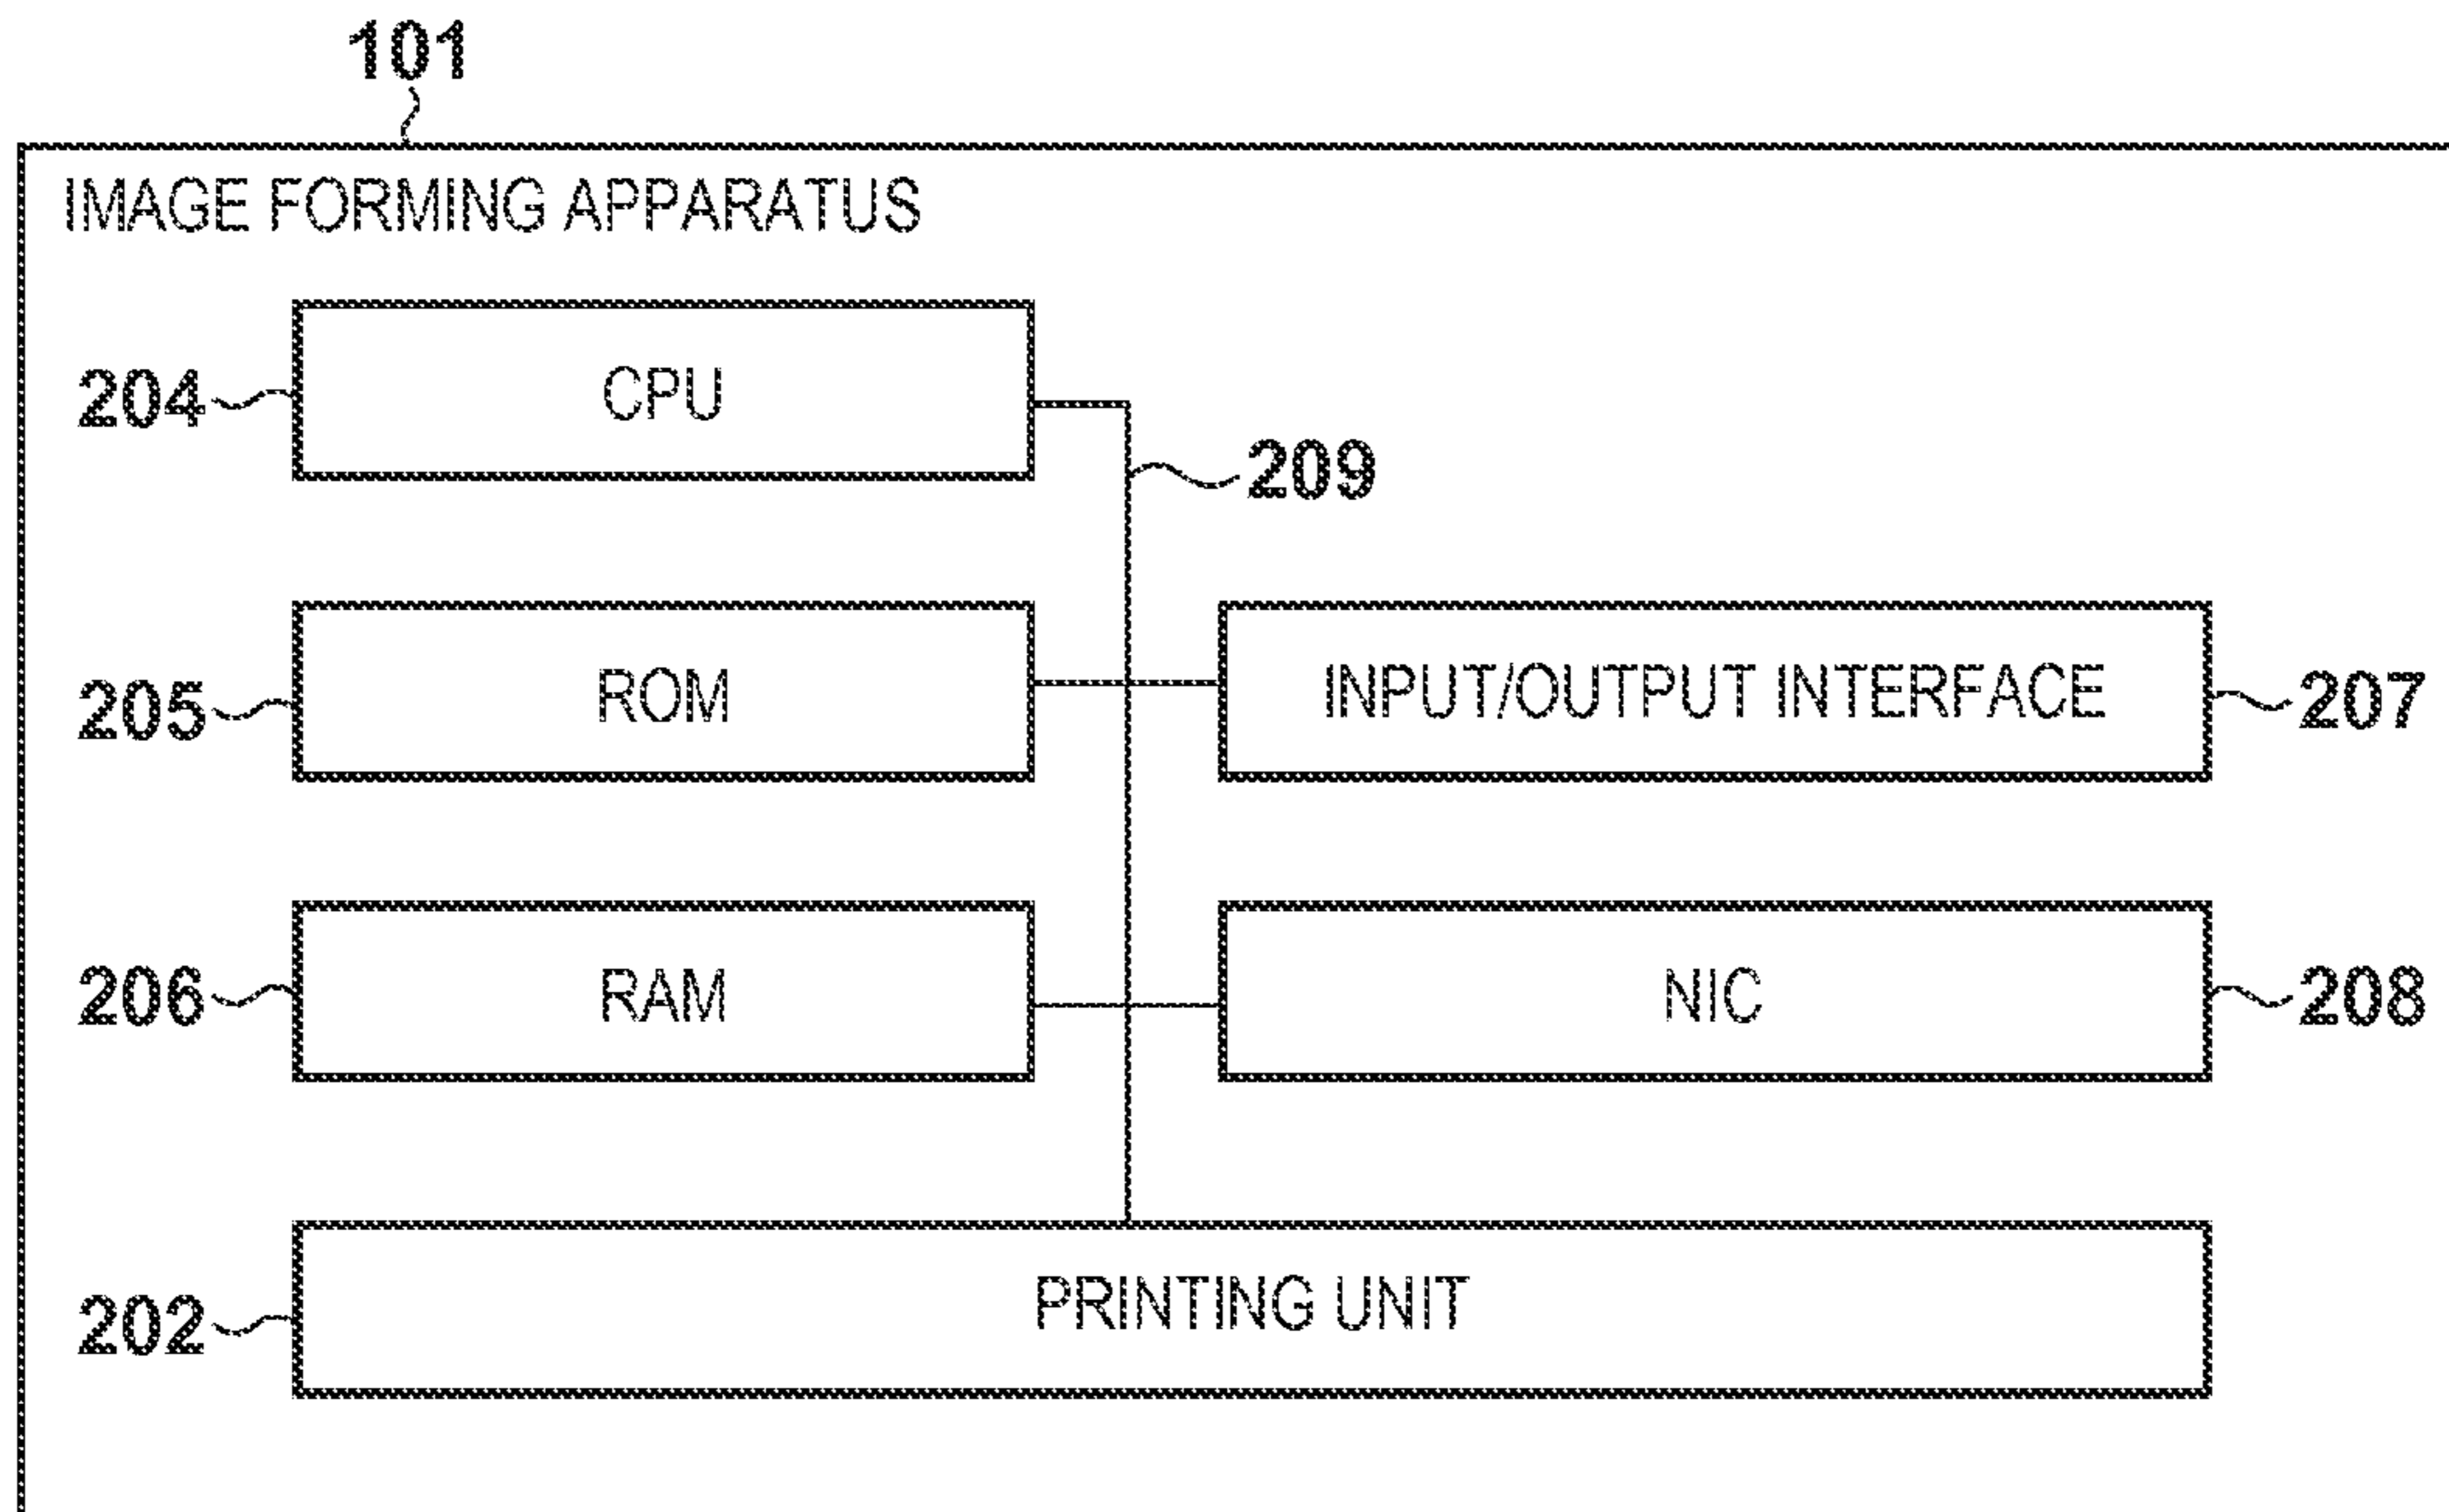 101
IMAGE FORMING APPARATUS
204 CPU
209
205 ROM
INPUT/OUTPUT INTERFACE 207
206 RAM
NIC 208
202 PRINTING UNIT